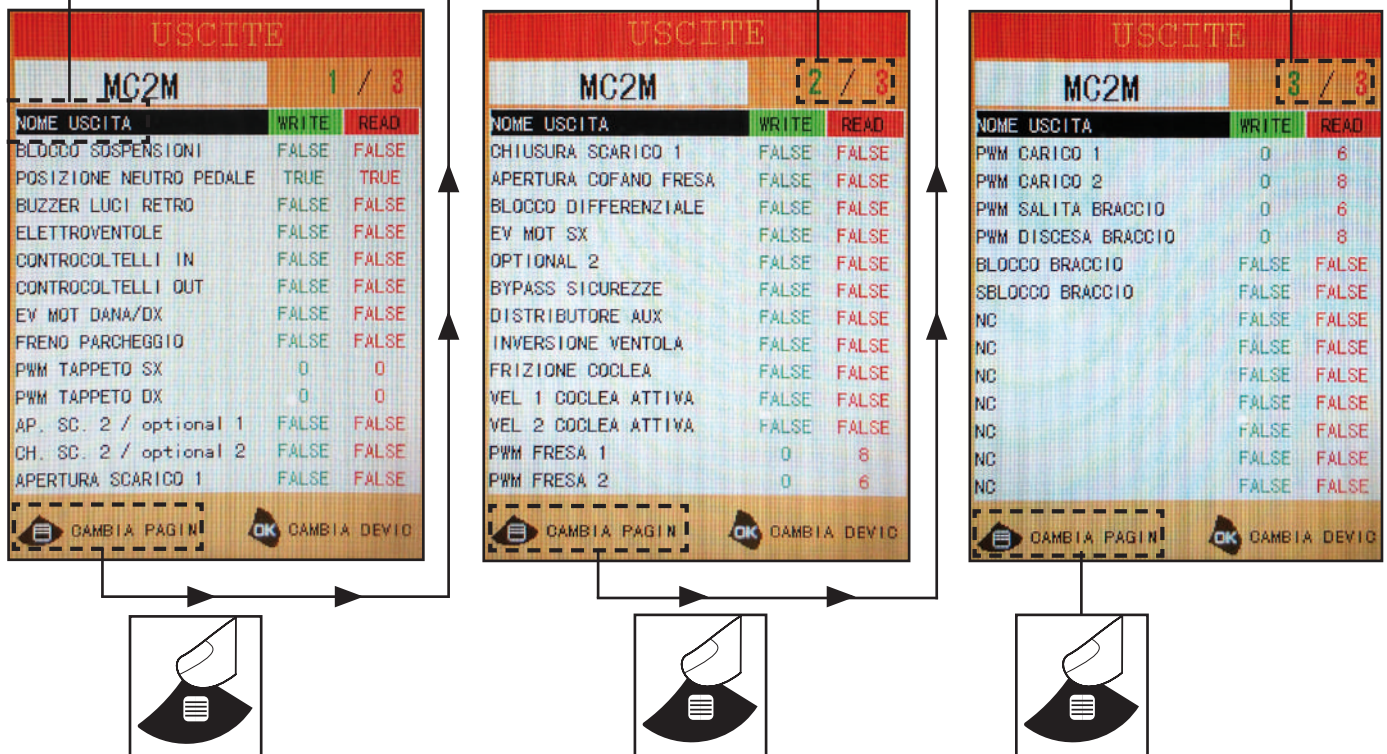 USCITE
MC2M 1 / 3
NOME USCITA WRITE READ
BLOCCO SOSPENSIONI FALSE FALSE
POSIZIONE NEUTRO PEDALE TRUE TRUE
BUZZER LUCI RETRO FALSE FALSE
ELETTROVENTOLE FALSE FALSE
CONTROCOLTELLI IN FALSE FALSE
CONTROCOLTELLI OUT FALSE FALSE
EV MOT DANA/DX FALSE FALSE
FRENO PARCHEGGIO FALSE FALSE
PWM TAPPETO SX 0 0
PWM TAPPETO DX 0 0
AP. SC. 2 / optional 1 FALSE FALSE
CH. SC. 2 / optional 2 FALSE FALSE
APERTURA SCARICO 1 FALSE FALSE
CAMBIA PAGIN OK CAMBIA DEVIC
USCITE
MC2M 2 / 3
NOME USCITA WRITE READ
CHIUSURA SCARICO 1 FALSE FALSE
APERTURA COFANO FRESA FALSE FALSE
BLOCCO DIFFERENZIALE FALSE FALSE
EV MOT SX FALSE FALSE
OPTIONAL 2 FALSE FALSE
BYPASS SICUREZZE FALSE FALSE
DISTRIBUTORE AUX FALSE FALSE
INVERSIONE VENTOLA FALSE FALSE
FRIZIONE COCLEA FALSE FALSE
VEL 1 COCLEA ATTIVA FALSE FALSE
VEL 2 COCLEA ATTIVA FALSE FALSE
PWM FRESA 1 0 8
PWM FRESA 2 0 6
CAMBIA PAGIN OK CAMBIA DEVIC
USCITE
MC2M 3 / 3
NOME USCITA WRITE READ
PWM CARICO 1 0 6
PWM CARICO 2 0 8
PWM SALITA BRACCIO 0 6
PWM DISCESA BRACCIO 0 8
BLOCCO BRACCIO FALSE FALSE
SBLOCCO BRACCIO FALSE FALSE
NC FALSE FALSE
NC FALSE FALSE
NC FALSE FALSE
NC FALSE FALSE
NC FALSE FALSE
NC FALSE FALSE
NC FALSE FALSE
CAMBIA PAGIN OK CAMBIA DEVIC